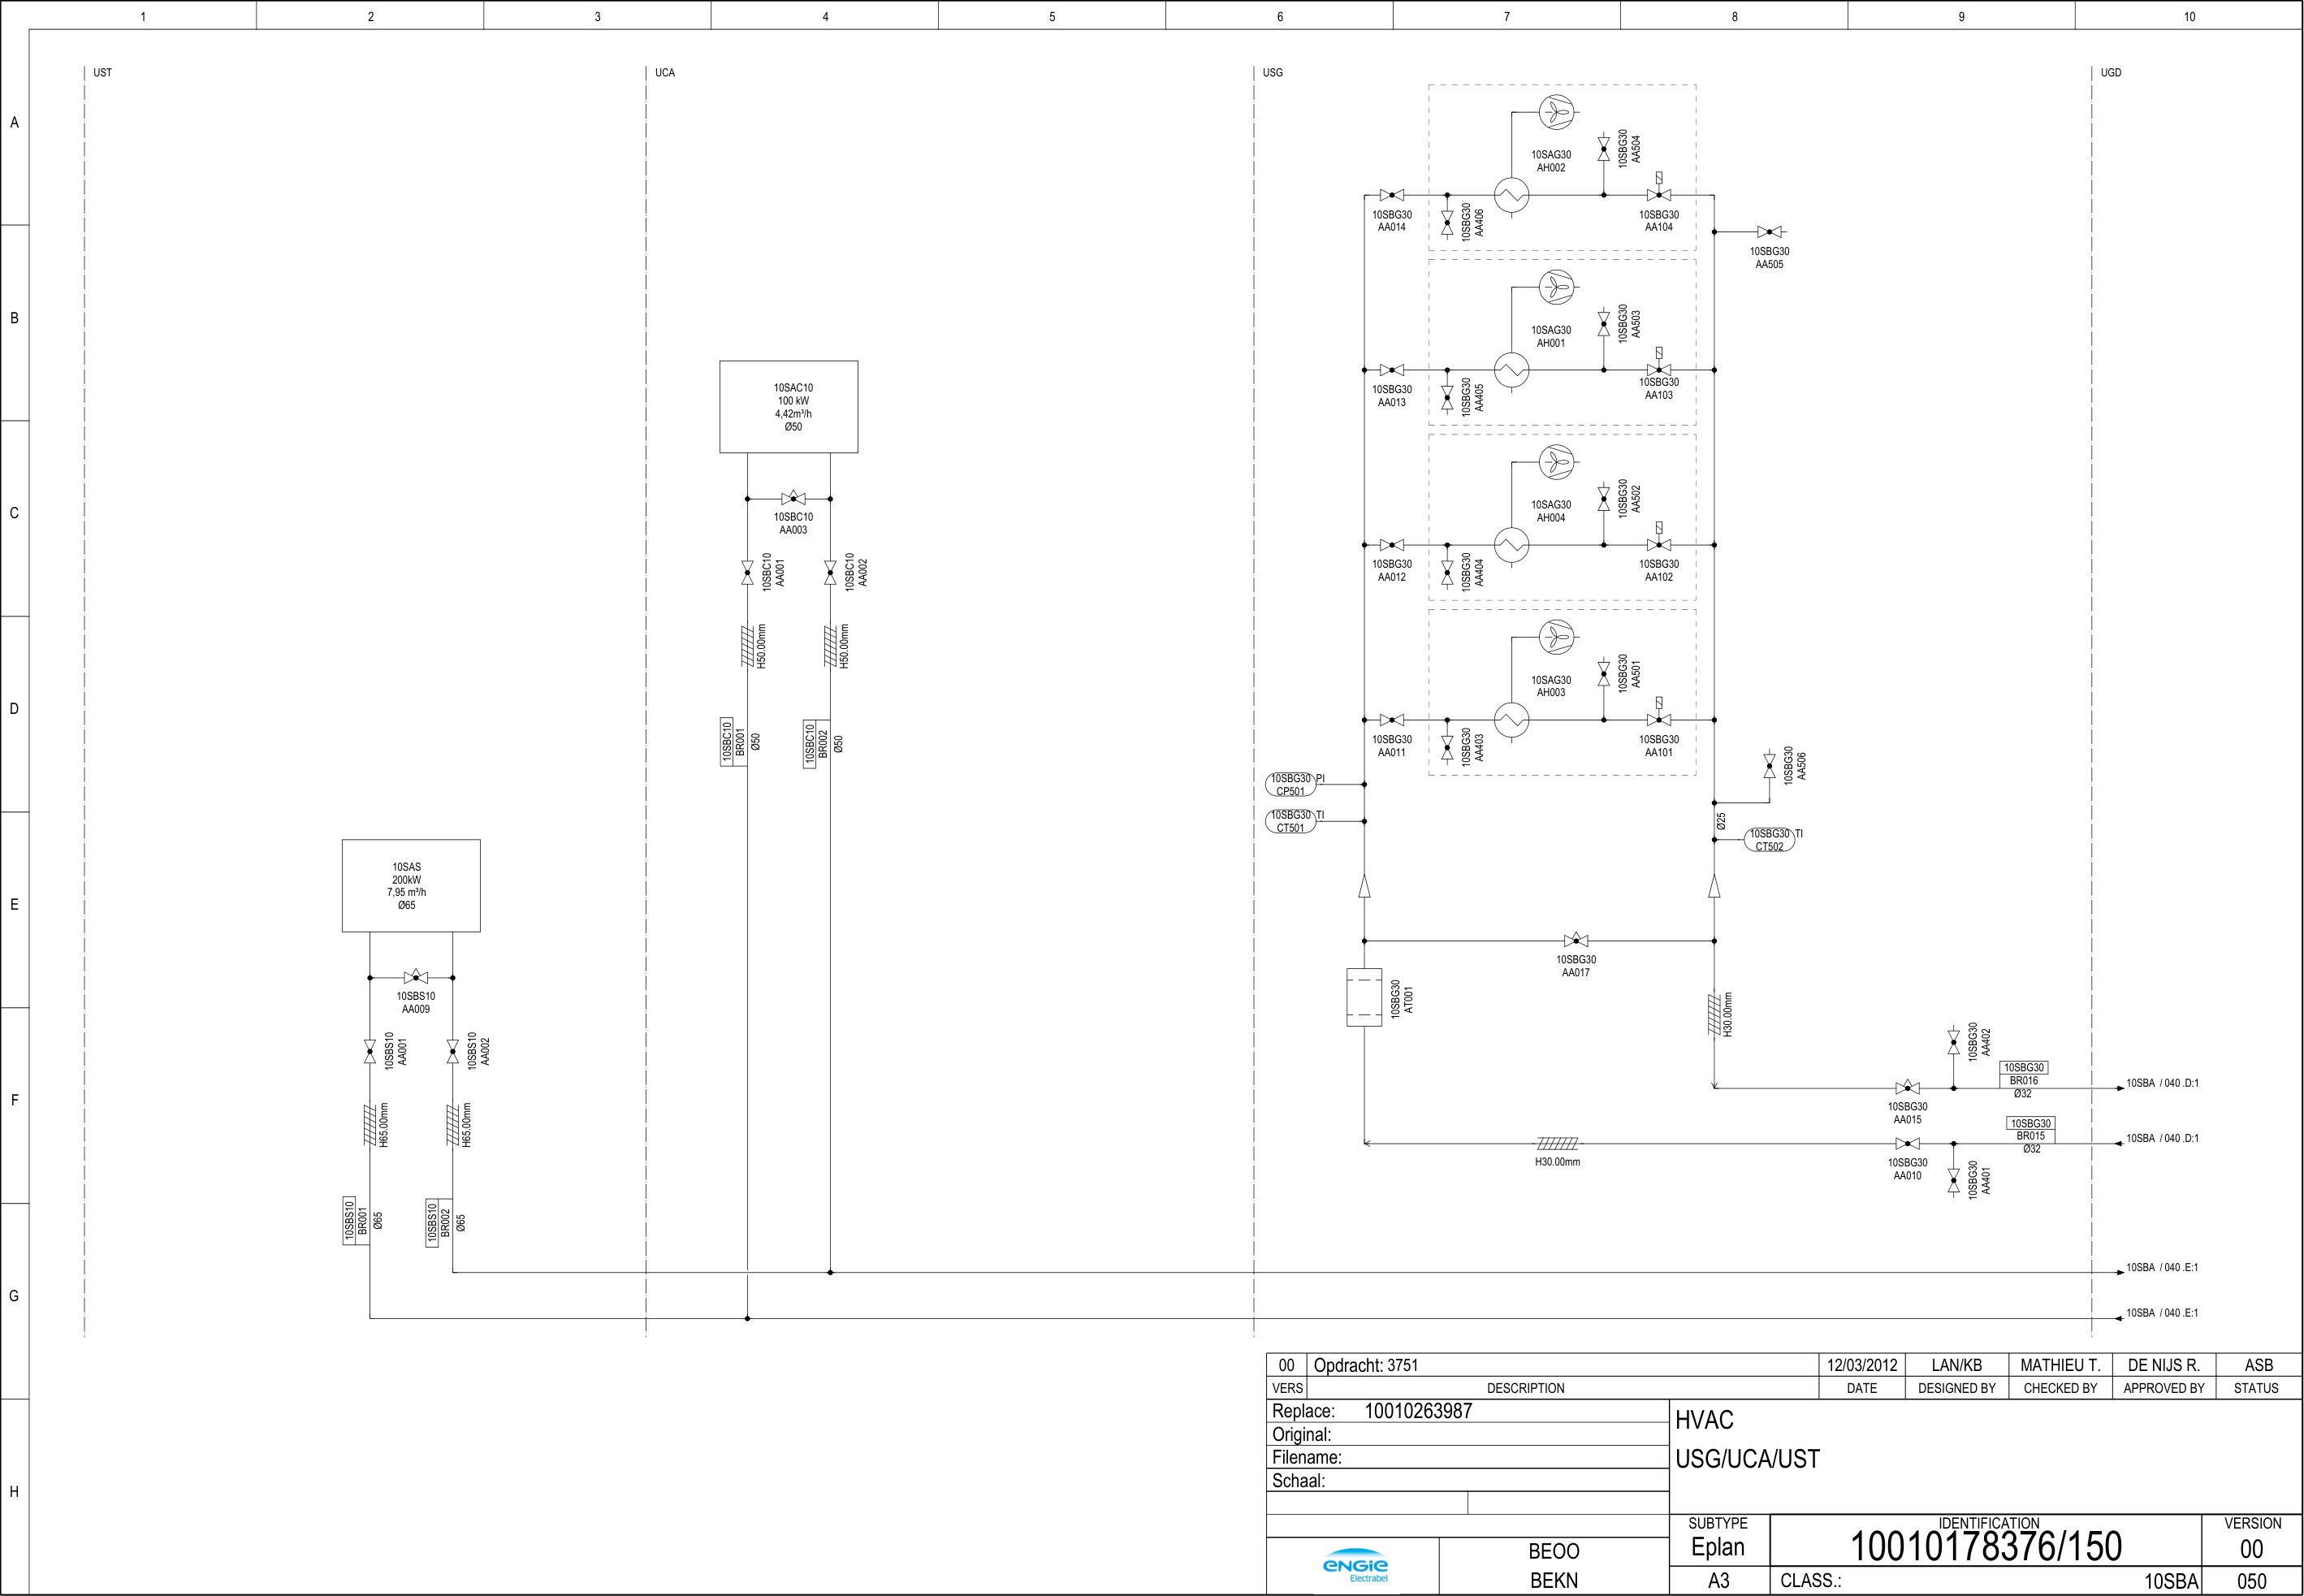 1 2 3 4 5 6 7 8 9 10
A
B
C
D
E
F
G
H
UST
UCA
USG
UGD
10SAS
200kW
7,95 m³/h
Ø65
10SBS10
AA009
10SBS10
AA001
10SBS10
AA002
H65.00mm
H65.00mm
10SBS10
BR001
Ø65
10SBS10
BR002
Ø65
10SAC10
100 kW
4,42m³/h
Ø50
10SBC10
AA003
10SBC10
AA001
10SBC10
AA002
H50.00mm
H50.00mm
10SBC10
BR001
Ø50
10SBC10
BR002
Ø50
10SAG30
AH002
10SBG30
AA504
10SBG30
AA014
10SBG30
AA406
10SBG30
AA104
10SBG30
AA505
10SAG30
AH001
10SBG30
AA503
10SBG30
AA013
10SBG30
AA405
10SBG30
AA103
10SAG30
AH004
10SBG30
AA502
10SBG30
AA012
10SBG30
AA404
10SBG30
AA102
10SAG30
AH003
10SBG30
AA501
10SBG30
AA011
10SBG30
AA403
10SBG30
AA101
10SBG30 PI
CP501
10SBG30 TI
CT501
10SBG30
AA506
Ø25
10SBG30 TI
CT502
10SBG30
AA017
10SBG30
AT001
H30.00mm
10SBG30
AA402
10SBG30
BR016
Ø32
10SBG30
AA015
10SBA / 040 .D:1
10SBG30
BR015
Ø32
10SBA / 040 .D:1
H30.00mm
10SBG30
AA010
10SBG30
AA401
10SBA / 040 .E:1
10SBA / 040 .E:1
00 Opdracht: 3751 12/03/2012 LAN/KB MATHIEU T. DE NIJS R. ASB
VERS DESCRIPTION DATE DESIGNED BY CHECKED BY APPROVED BY STATUS
Replace: 10010263987
Original:
Filename:
Schaal:
HVAC
USG/UCA/UST
ENGIE
Electrabel
BEOO
BEKN
SUBTYPE
Eplan
A3
IDENTIFICATION
10010178376/150
CLASS.: 10SBA
VERSION
00
050